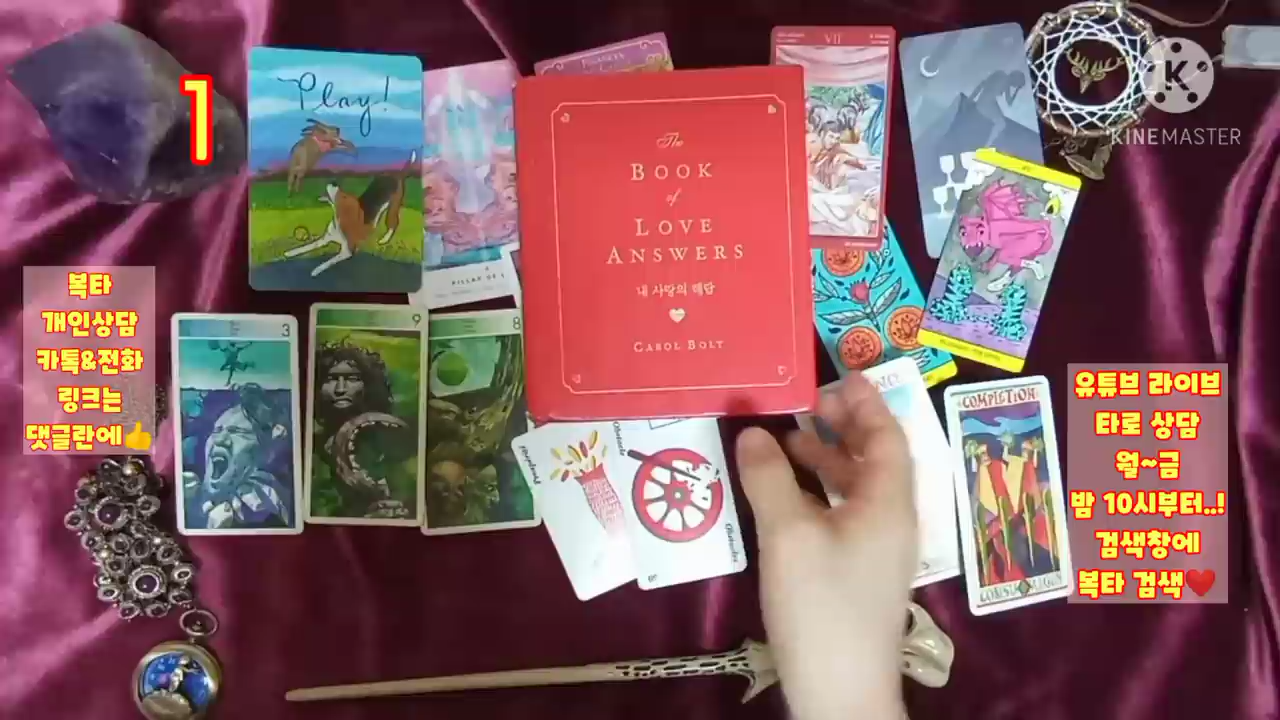 1
Play!
VII
The
BOOK
of
LOVE
ANSWERS
내 사랑의 해답
CAROL BOLT
K
KINEMASTER
복타
개인상담
카톡&전화
링크는
댓글란에👍
3
9
8
Obstacle
Obstacles
COMPLETION
유튜브 라이브
타로 상담
월~금
밤 10시부터..!
검색창에
복타 검색❤️